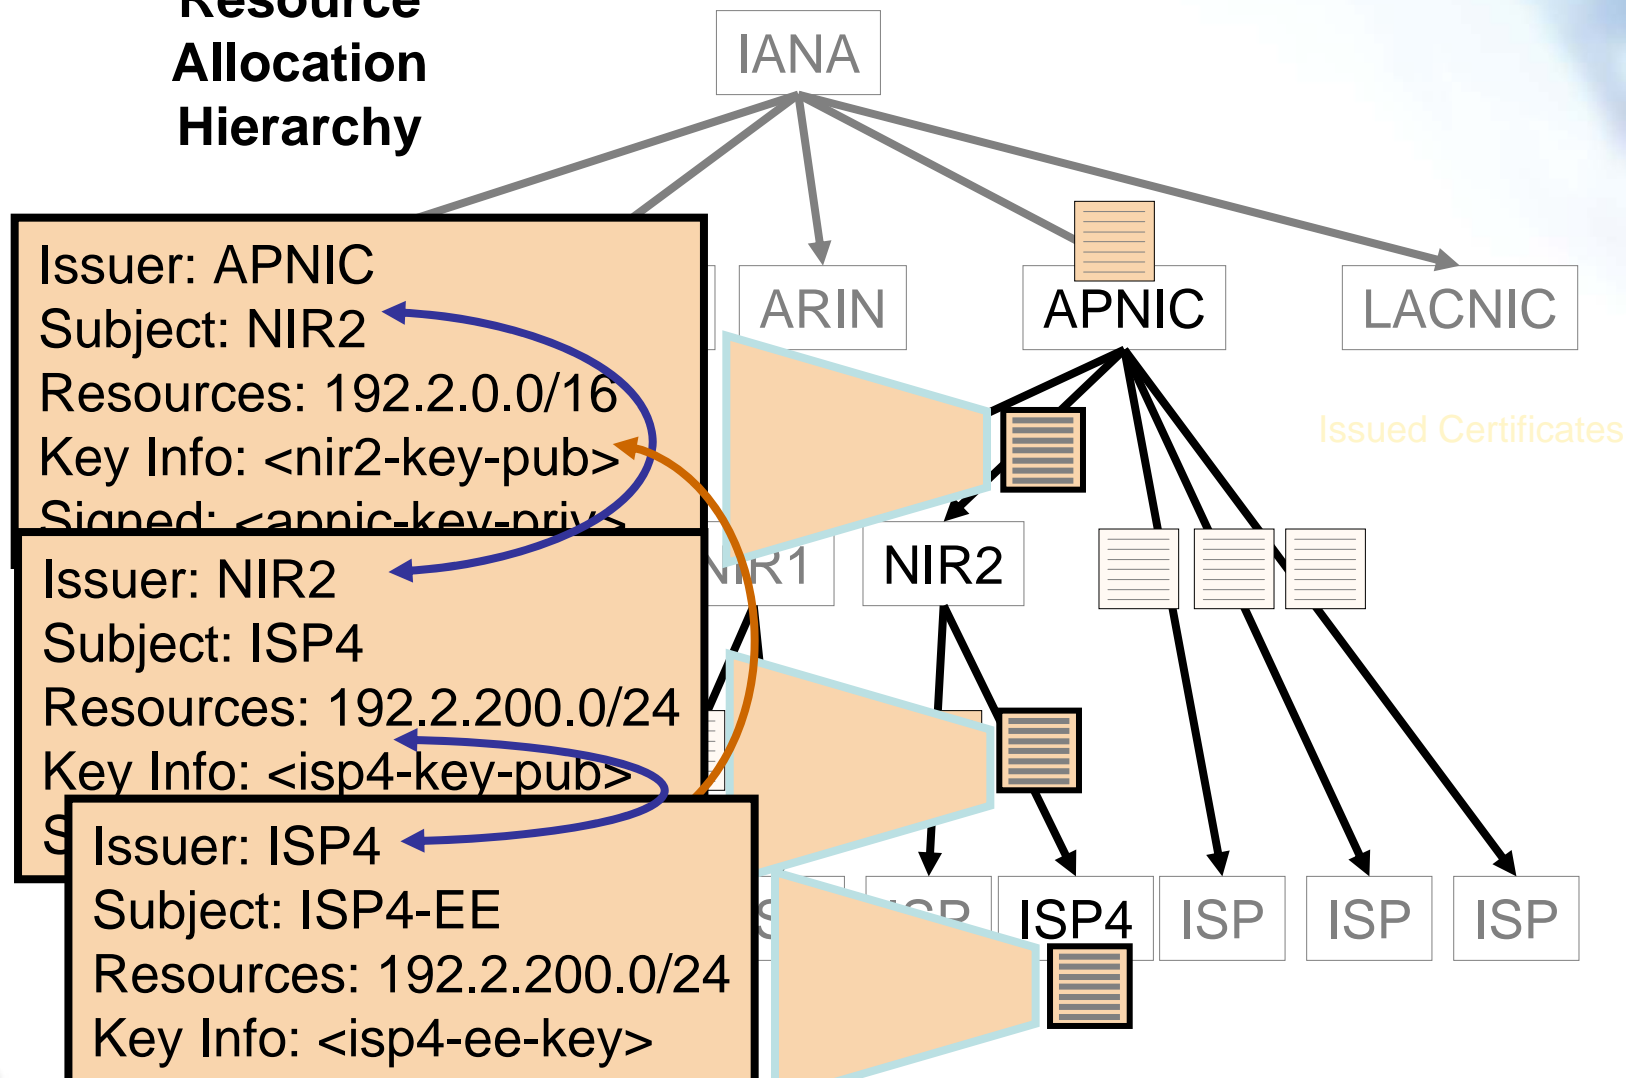 Resource
Allocation
Hierarchy
IANA
ARIN
APNIC
LACNIC
Issuer: APNIC
Subject: NIR2
Resources: 192.2.0.0/16
Key Info: <nir2-key-pub>
Signed: <apnic-key-priv>
Issued Certificates
NIR1
NIR2
Issuer: NIR2
Subject: ISP4
Resources: 192.2.200.0/24
Key Info: <isp4-key-pub>
ISP
ISP4
ISP
ISP
ISP
Issuer: ISP4
Subject: ISP4-EE
Resources: 192.2.200.0/24
Key Info: <isp4-ee-key>